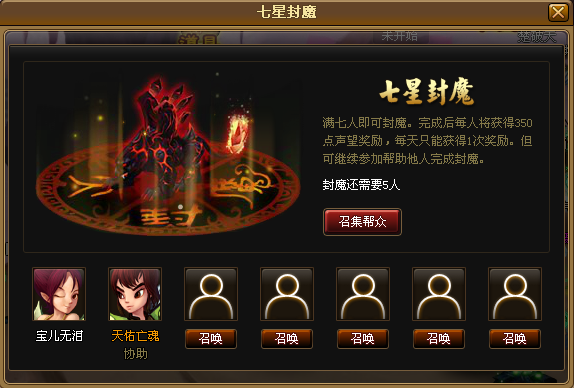 七星封魔
未开始
七星封魔
满七人即可封魔。完成后每人将获得350
点声望奖励，每天只能获得1次奖励。但
可继续参加帮助他人完成封魔。
封魔还需要5人
召集帮众
封
宝儿无泪
天佑亡魂
协助
召唤
召唤
召唤
召唤
召唤